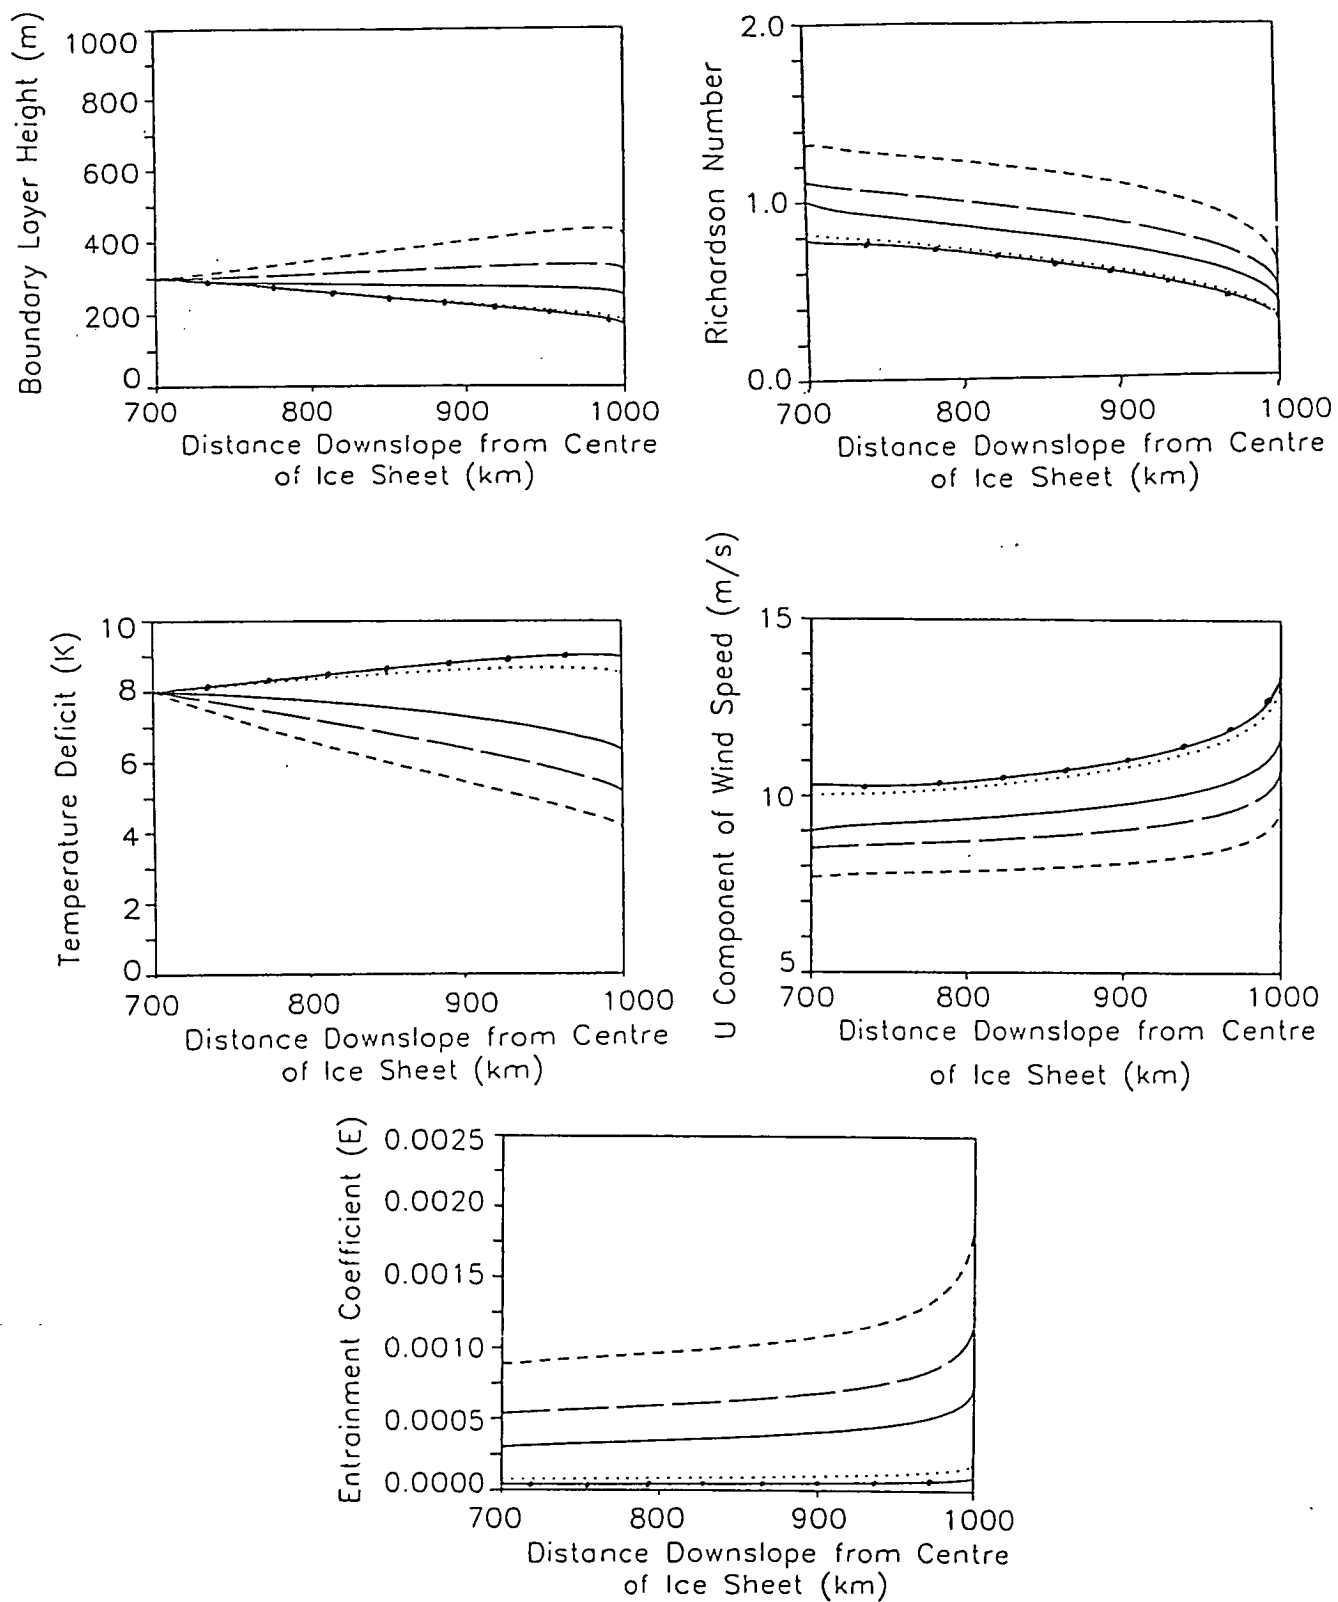 Boundary Layer Height (m)
1000
800
600
400
200
0
700 800 900 1000
Distance Downslope from Centre
of Ice Sheet (km)
Richardson Number
2.0
1.0
0.0
700 800 900 1000
Distance Downslope from Centre
of Ice Sheet (km)
Temperature Deficit (K)
10
8
6
4
2
0
700 800 900 1000
Distance Downslope from Centre
of Ice Sheet (km)
U Component of Wind Speed (m/s)
15
10
5
700 800 900 1000
Distance Downslope from Centre
of Ice Sheet (km)
Entrainment Coefficient (E)
0.0025
0.0020
0.0015
0.0010
0.0005
0.0000
700 800 900 1000
Distance Downslope from Centre
of Ice Sheet (km)